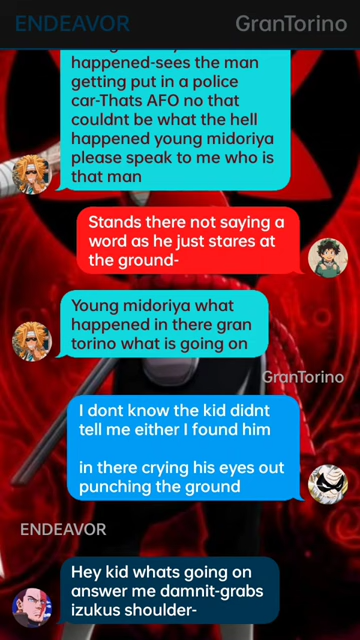 ENDEAVOR
GranTorino
happened-sees the man
getting put in a police
car-Thats AFO no that
couldnt be what the hell
happened young midoriya
please speak to me who is
that man
Stands there not saying a
word as he just stares at
the ground-
Young midoriya what
happened in there gran
torino what is going on
GranTorino
I dont know the kid didnt
tell me either I found him
in there crying his eyes out
punching the ground
ENDEAVOR
Hey kid whats going on
answer me damnit-grabs
izukus shoulder-